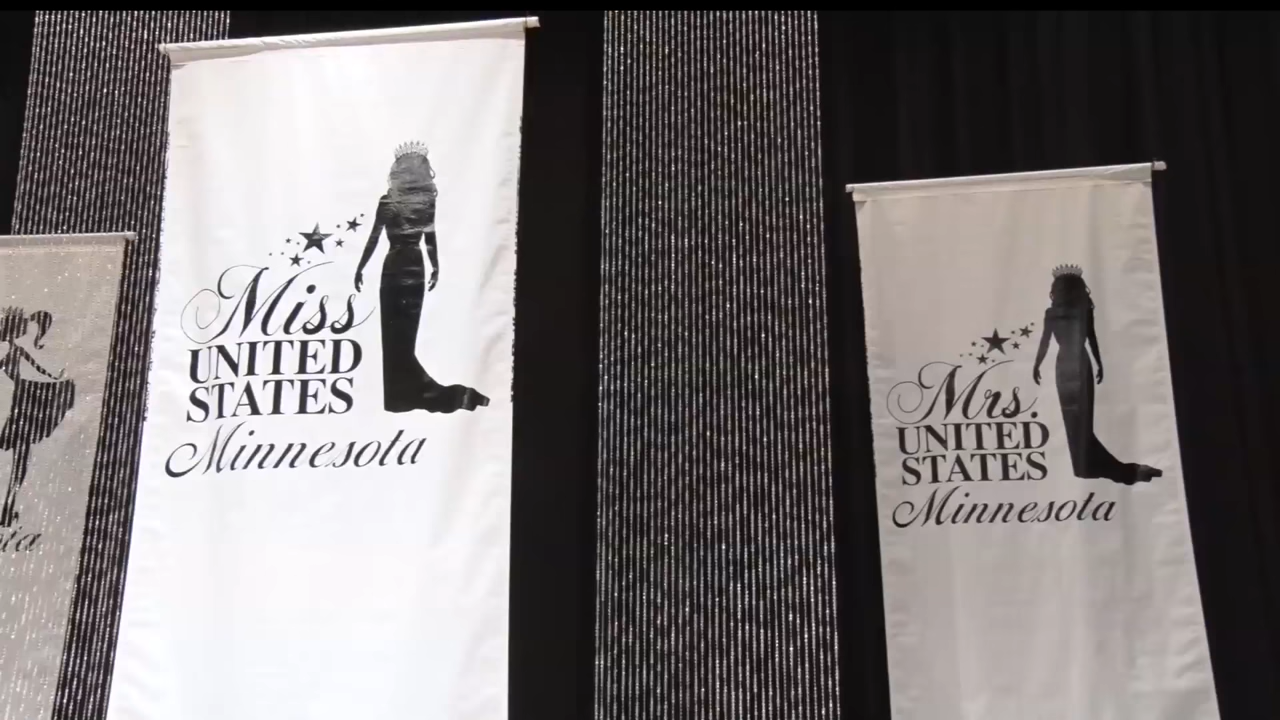 Miss
UNITED
STATES
Minnesota
Mrs.
UNITED
STATES
Minnesota